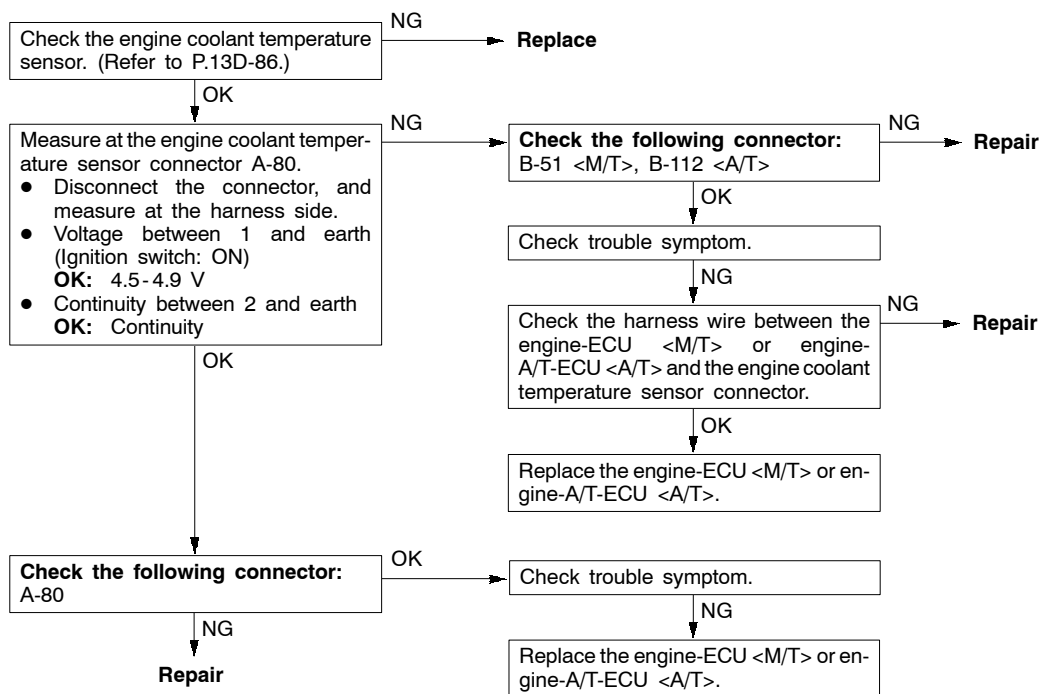 Check the engine coolant temperature
sensor. (Refer to P.13D-86.)
NG
Replace
OK
Measure at the engine coolant temper-
ature sensor connector A-80.
● Disconnect the connector, and
measure at the harness side.
● Voltage between 1 and earth
(Ignition switch: ON)
OK: 4.5-4.9 V
● Continuity between 2 and earth
OK: Continuity
NG
Check the following connector:
B-51 <M/T>, B-112 <A/T>
NG
Repair
OK
Check trouble symptom.
NG
Check the harness wire between the
engine-ECU <M/T> or engine-
A/T-ECU <A/T> and the engine coolant
temperature sensor connector.
NG
Repair
OK
Replace the engine-ECU <M/T> or en-
gine-A/T-ECU <A/T>.
OK
Check the following connector:
A-80
OK
Check trouble symptom.
NG
Replace the engine-ECU <M/T> or en-
gine-A/T-ECU <A/T>.
NG
Repair